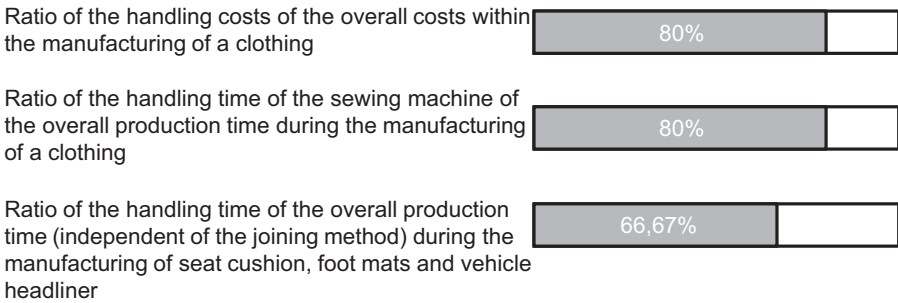 Ratio of the handling costs of the overall costs within
the manufacturing of a clothing
80%
Ratio of the handling time of the sewing machine of
the overall production time during the manufacturing
of a clothing
80%
Ratio of the handling time of the overall production
time (independent of the joining method) during the
manufacturing of seat cushion, foot mats and vehicle
headliner
66,67%